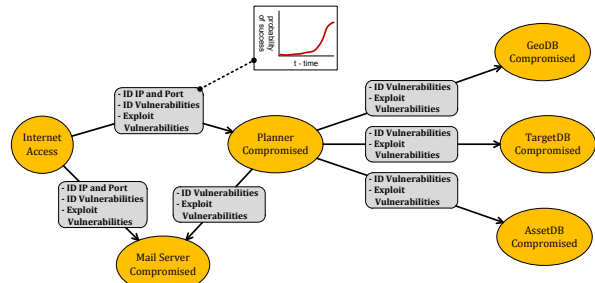 probability
of success
t - time
GeoDB
Compromised
- ID IP and Port
- ID Vulnerabilities
- Exploit
Vulnerabilities
- ID Vulnerabilities
- Exploit
Vulnerabilities
Internet
Access
Planner
Compromised
- ID Vulnerabilities
- Exploit
Vulnerabilities
TargetDB
Compromised
- ID IP and Port
- ID Vulnerabilities
- Exploit
Vulnerabilities
- ID Vulnerabilities
- Exploit
Vulnerabilities
- ID Vulnerabilities
- Exploit
Vulnerabilities
AssetDB
Compromised
Mail Server
Compromised